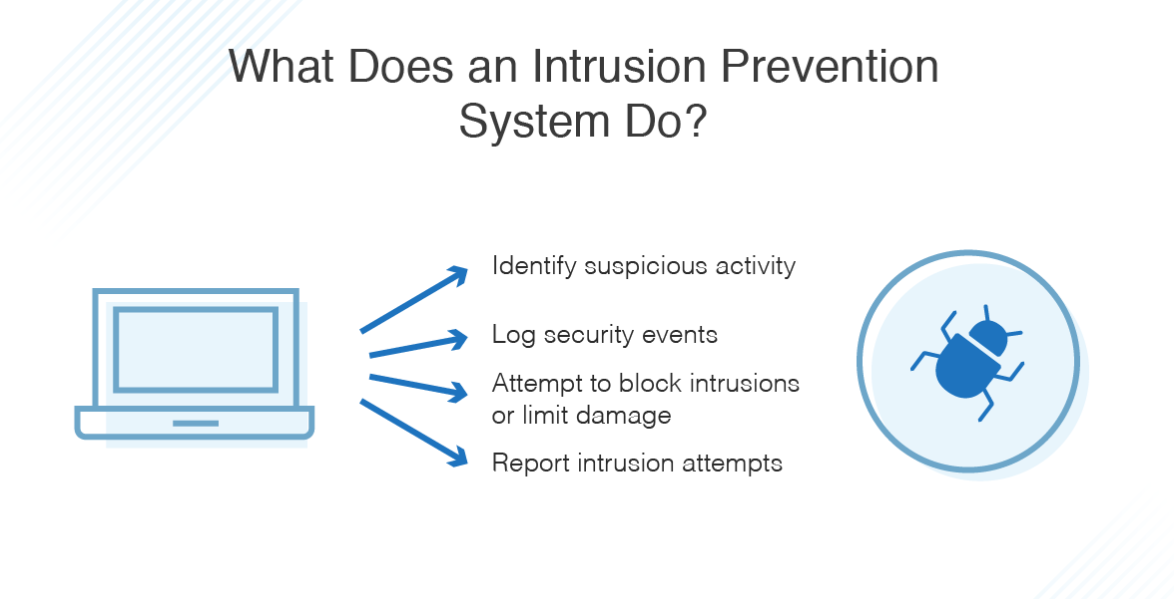 What Does an Intrusion Prevention
System Do?
Identify suspicious activity
Log security events
Attempt to block intrusions
or limit damage
Report intrusion attempts